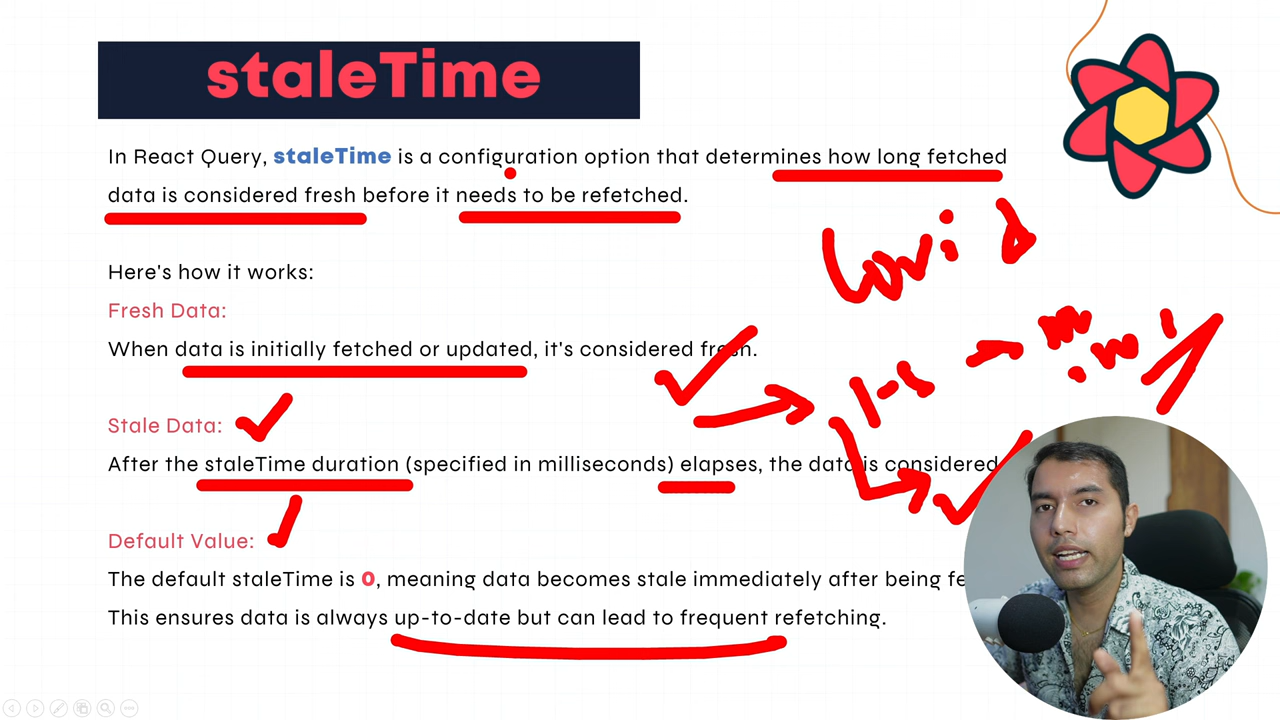 staleTime
In React Query, staleTime is a configuration option that determines how long fetched
data is considered fresh before it needs to be refetched.
Covid
Here's how it works:
Fresh Data:
When data is initially fetched or updated, it's considered fresh.
Stale Data:
After the staleTime duration (specified in milliseconds) elapses, the data is considered
Default Value:
The default staleTime is 0, meaning data becomes stale immediately after being
This ensures data is always up-to-date but can lead to frequent refetching.